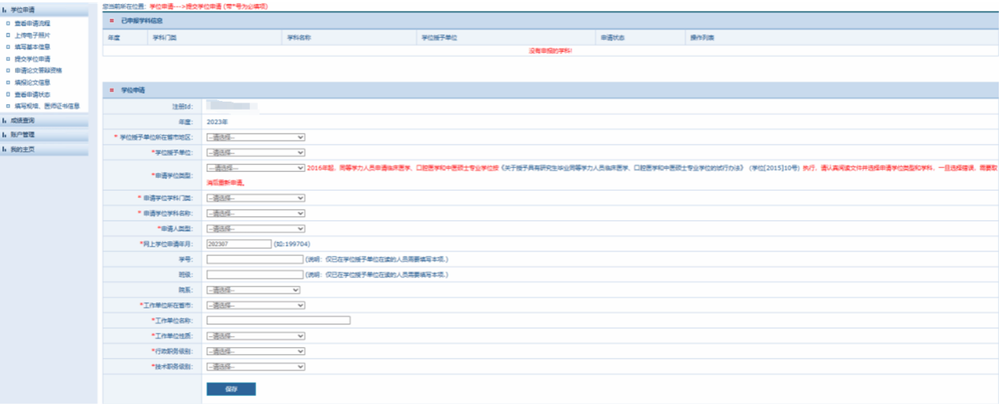 学位申请
查看申请流程
上传电子照片
填写基本信息
提交学位申请
申请论文答辩资格
填报论文信息
查看申请状态
填写规培、医师证书信息
成绩查询
账户管理
我的主页
您当前所在位置：学位申请--->提交学位申请 (带*号为必填项)
已申报学科信息
年度 学科门类 学科名称 学位授予单位 申请状态 操作列表
没有申报的学科!
学位申请
注册Id:
年度: 2023年
* 学位授予单位所在省市地区: --请选择--
*学位授予单位: --请选择--
*申请学位类型: --请选择-- 2016年起，同等学力人员申请临床医学、口腔医学和中医硕士专业学位按《关于授予具有研究生毕业同等学力人员临床医学、口腔医学和中医硕士专业学位的试行办法》（学位[2015]10号）执行，请认真阅读文件并选择申请学位类型和学科，一旦选择错误，需要取
消后重新申请。
* 申请学位学科门类: --请选择--
* 申请学位学科名称: --请选择--
*申请人类型: --请选择--
*网上学位申请年月: 202307 (如:199704)
学号: (说明：仅已在学位授予单位在读的人员需要填写本项。)
班级: (说明：仅已在学位授予单位在读的人员需要填写本项。)
院系: --请选择--
*工作单位所在省市: --请选择--
*工作单位名称:
*工作单位性质: --请选择--
*行政职务级别: --请选择--
*技术职务级别: --请选择--
保存